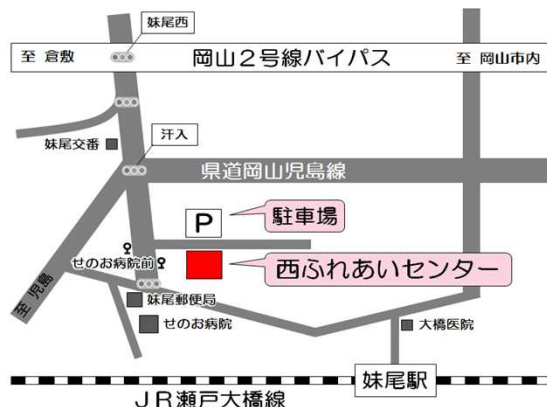 妹尾西
至 倉敷
岡山2号線バイパス
至 岡山市内
妹尾交番
汗入
県道岡山児島線
P
駐車場
せのお病院前
西ふれあいセンター
至 児島
妹尾郵便局
せのお病院
大橋医院
妹尾駅
JR瀬戸大橋線